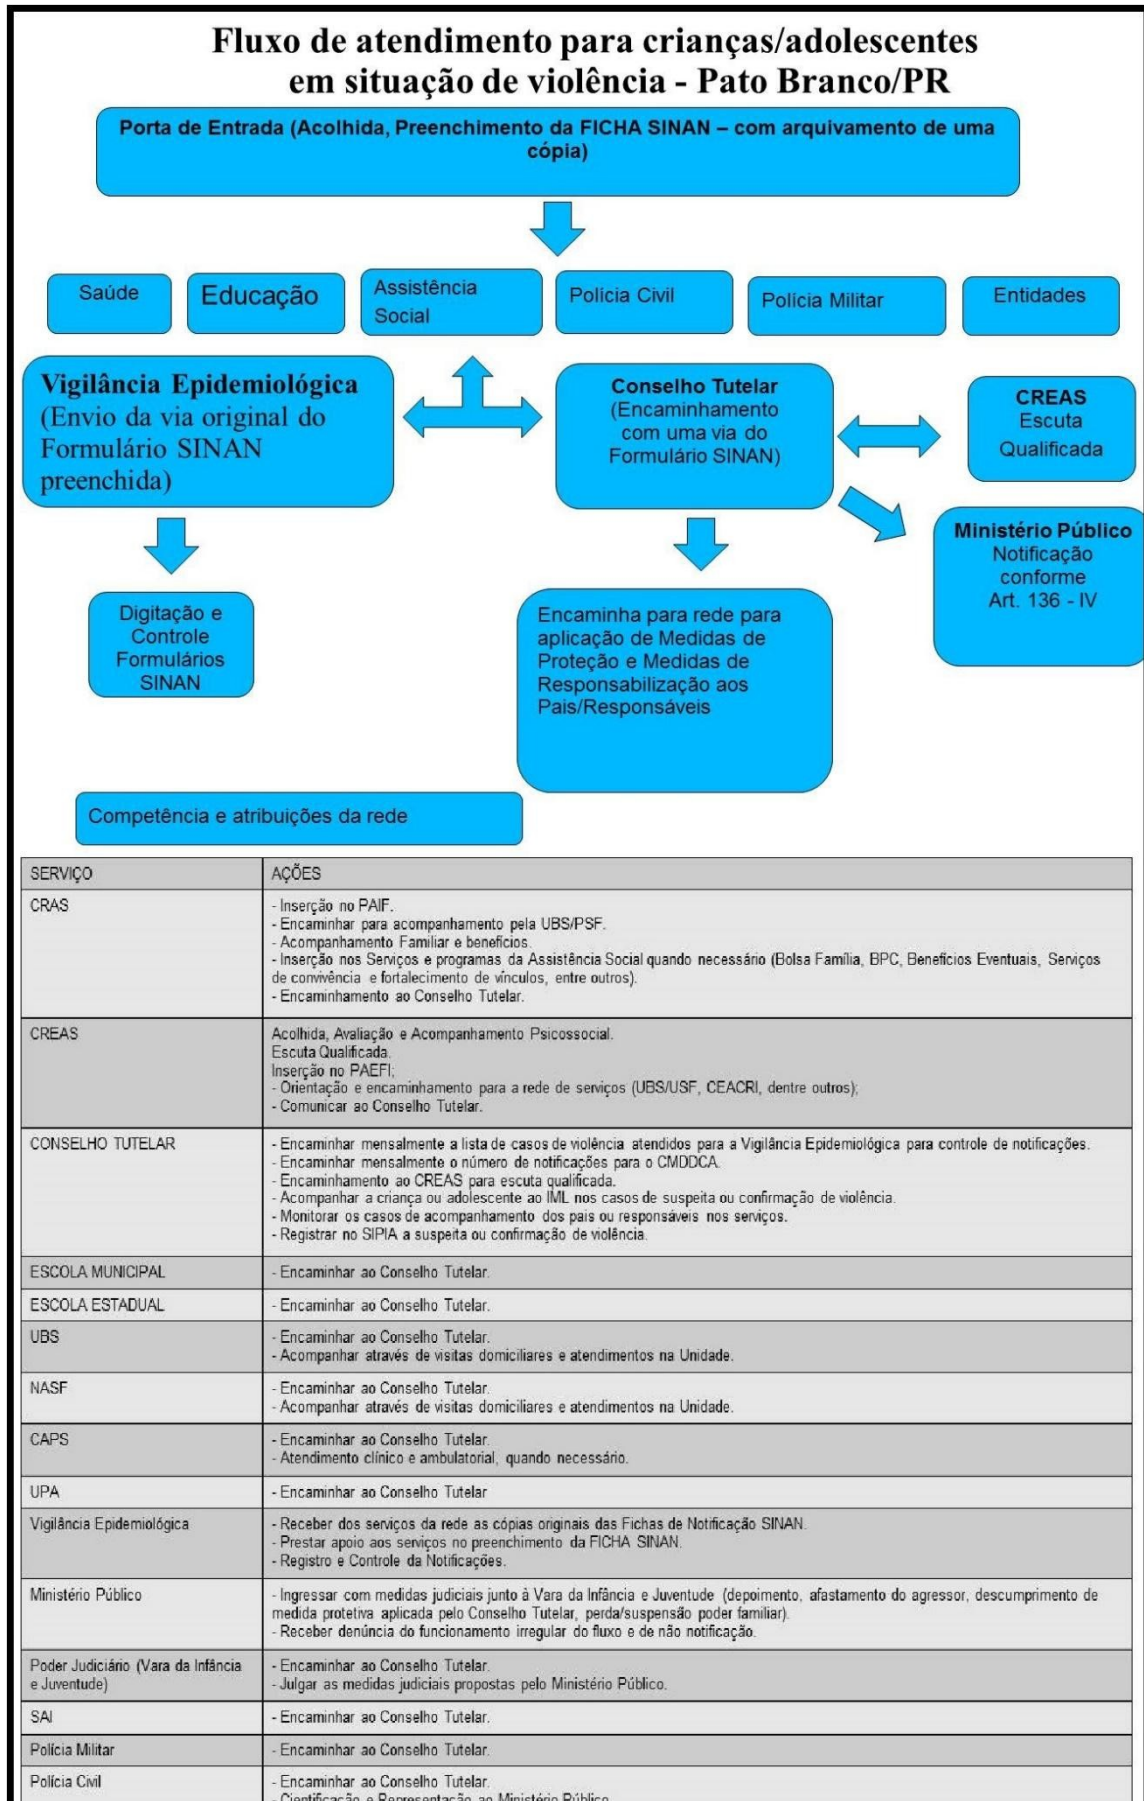 Fluxo de atendimento para crianças/adolescentes
em situação de violência - Pato Branco/PR
Porta de Entrada (Acolhida, Preenchimento da FICHA SINAN – com arquivamento de uma
cópia)
Saúde
Educação
Assistência
Social
Policia Civil
Policia Militar
Entidades
Vigilância Epidemiológica
(Envio da via original do
Formulário SINAN
preenchida)
Conselho Tutelar
(Encaminhamento
com uma via do
Formulário SINAN)
CREAS
Escuta
Qualificada
Ministério Público
Notificação
conforme
Art. 136 - IV
Digitação e
Controle
Formulários
SINAN
Encaminha para rede para
aplicação de Medidas de
Proteção e Medidas de
Responsabilização aos
Pais/Responsáveis
Competência e atribuições da rede
SERVIÇO
AÇÕES
CRAS
- Inserção no PAIF.
- Encaminhar para acompanhamento pela UBS/PSF.
- Acompanhamento Familiar e benefícios.
- Inserção nos Serviços e programas da Assistência Social quando necessário (Bolsa Família, BPC, Benefícios Eventuais, Serviços
de convivência e fortalecimento de vínculos, entre outros).
- Encaminhamento ao Conselho Tutelar.
CREAS
Acolhida, Avaliação e Acompanhamento Psicossocial.
Escuta Qualificada.
Inserção no PAEFI;
- Orientação e encaminhamento para a rede de serviços (UBS/USF, CEACRI, dentre outros);
- Comunicar ao Conselho Tutelar.
CONSELHO TUTELAR
- Encaminhar mensalmente a lista de casos de violência atendidos para a Vigilância Epidemiológica para controle de notificações.
- Encaminhar mensalmente o número de notificações para o CMDDCA.
- Encaminhamento ao CREAS para escuta qualificada.
- Acompanhar a criança ou adolescente ao IML nos casos de suspeita ou confirmação de violência.
- Monitorar os casos de acompanhamento dos pais ou responsáveis nos serviços.
- Registrar no SIPIA a suspeita ou confirmação de violência.
ESCOLA MUNICIPAL
- Encaminhar ao Conselho Tutelar.
ESCOLA ESTADUAL
- Encaminhar ao Conselho Tutelar.
UBS
- Encaminhar ao Conselho Tutelar.
- Acompanhar através de visitas domiciliares e atendimentos na Unidade.
NASF
- Encaminhar ao Conselho Tutelar.
- Acompanhar através de visitas domiciliares e atendimentos na Unidade.
CAPS
- Encaminhar ao Conselho Tutelar.
- Atendimento clínico e ambulatorial, quando necessário.
UPA
- Encaminhar ao Conselho Tutelar
Vigilância Epidemiológica
- Receber dos serviços da rede as cópias originais das Fichas de Notificação SINAN.
- Prestar apoio aos serviços no preenchimento da FICHA SINAN.
- Registro e Controle da Notificações.
Ministério Público
- Ingressar com medidas judiciais junto à Vara da Infância e Juventude (depoimento, afastamento do agressor, descumprimento de
medida protetiva aplicada pelo Conselho Tutelar, perda/suspensão poder familiar).
- Receber denúncia do funcionamento irregular do fluxo e de não notificação.
Poder Judiciário (Vara da Infância
e Juventude)
- Encaminhar ao Conselho Tutelar.
- Julgar as medidas judiciais propostas pelo Ministério Público.
SAI
- Encaminhar ao Conselho Tutelar.
Polícia Militar
- Encaminhar ao Conselho Tutelar.
Polícia Civil
- Encaminhar ao Conselho Tutelar.
- Cientificação e Representação ao Ministério Público